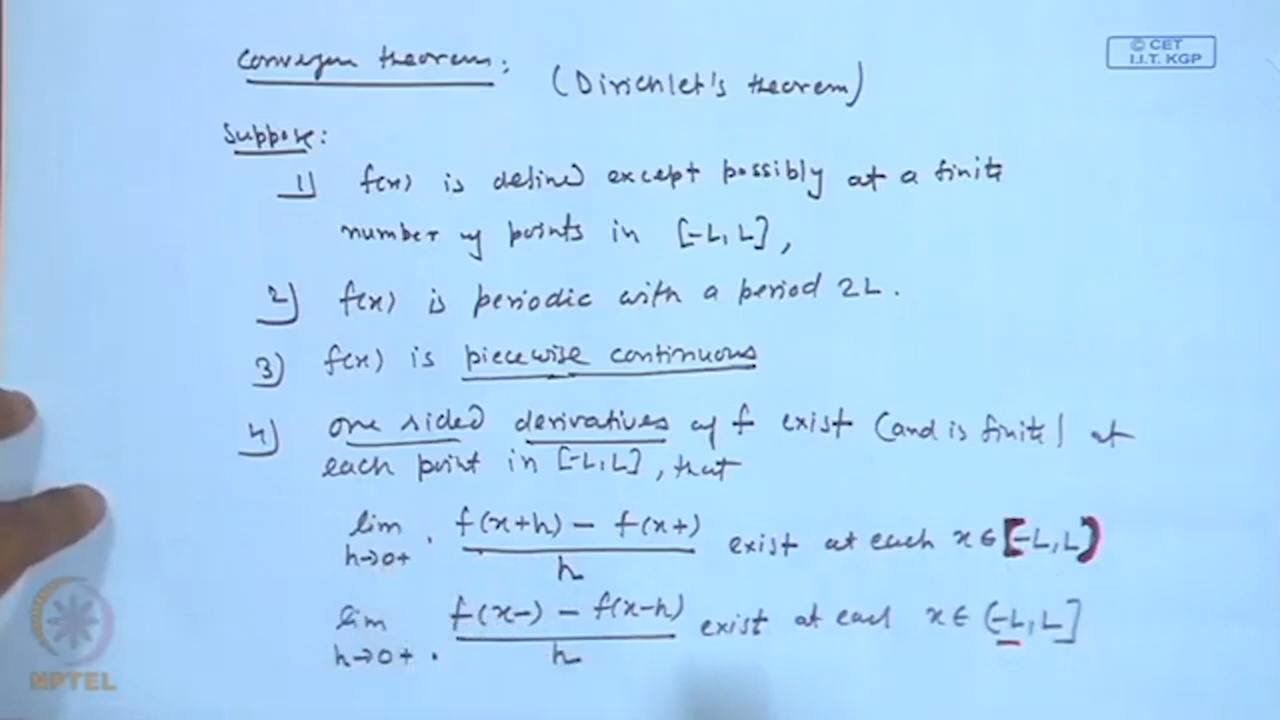 Convergen theorem: (Dirichlet's theorem)
© CET
I.I.T. KGP
Suppose:
1) f(x) is defined except possibly at a finite
number of points in [-L, L],
2) f(x) is periodic with a period 2L.
3) f(x) is piecewise continuous
4) one sided derivatives of f exist (and is finite) at
each point in [-L, L], that
lim h→0+ . f(x+h) - f(x+) / h exist at each x ∈ [-L, L)
lim h→0+ . f(x-) - f(x-h) / h exist at each x ∈ (-L, L]
NPTEL